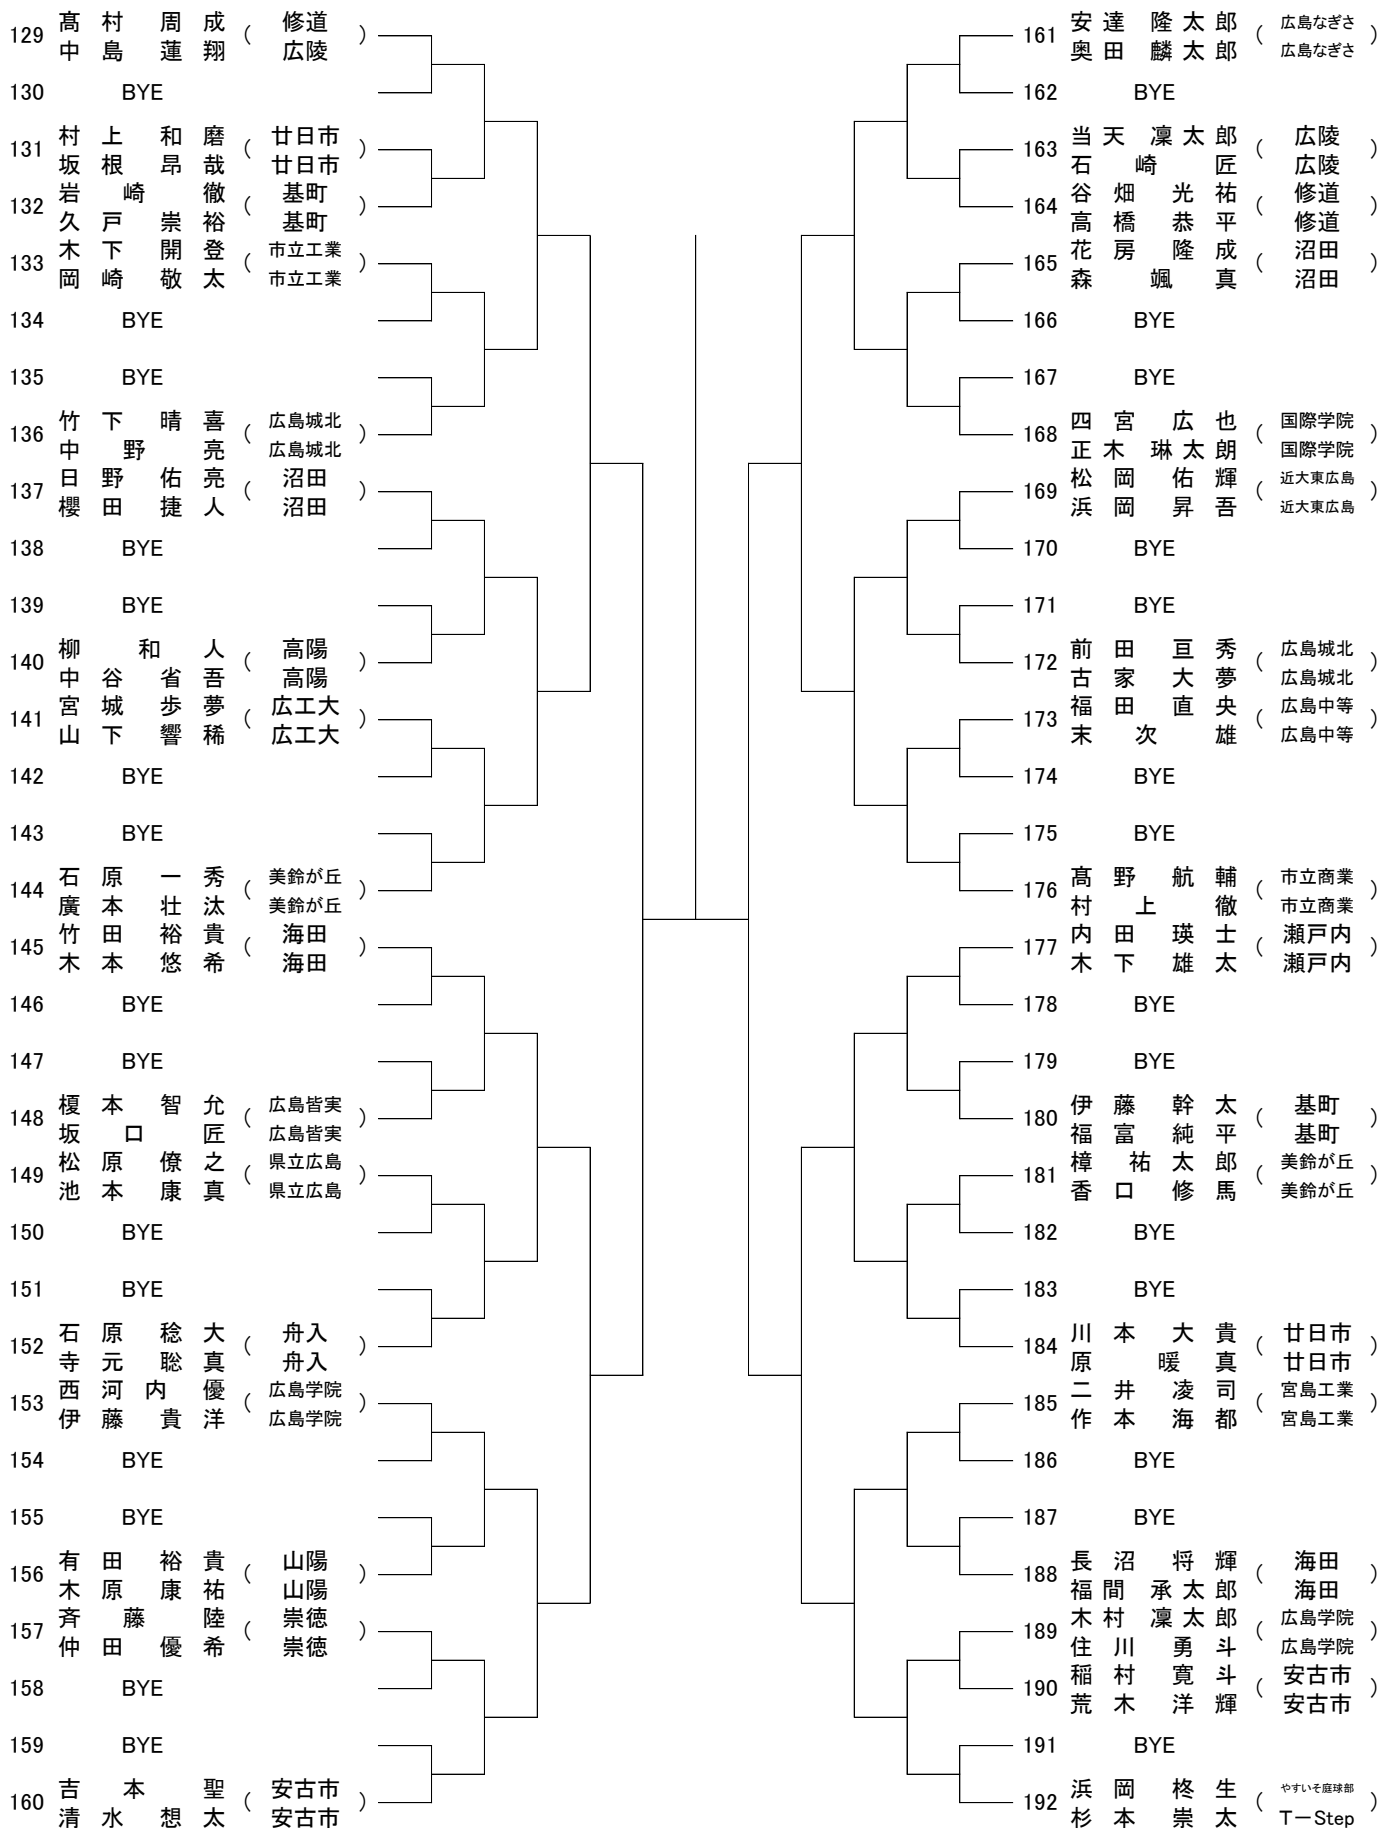 129 髙村周成 ( 修道 )
中島蓮翔 広陵
130 BYE
131 村上和磨 ( 廿日市 )
坂根昂哉 廿日市
132 岩崎徹 ( 基町 )
久戸崇裕 基町
133 木下開登 ( 市立工業 )
岡崎敬太 市立工業
134 BYE
135 BYE
136 竹下晴喜 ( 広島城北 )
中野亮 広島城北
137 日野佑亮 ( 沼田 )
櫻田捷人 沼田
138 BYE
139 BYE
140 柳和人 ( 高陽 )
中谷省吾 高陽
141 宮城歩夢 ( 広工大 )
山下響稀 広工大
142 BYE
143 BYE
144 石原一秀 ( 美鈴が丘 )
廣本壮汰 美鈴が丘
145 竹田裕貴 ( 海田 )
木本悠希 海田
146 BYE
147 BYE
148 榎本智允 ( 広島皆実 )
坂口匠 広島皆実
149 松原僚之 ( 県立広島 )
池本康真 県立広島
150 BYE
151 BYE
152 石原稔大 ( 舟入 )
寺元聡真 舟入
153 西河内優 ( 広島学院 )
伊藤貴洋 広島学院
154 BYE
155 BYE
156 有田裕貴 ( 山陽 )
木原康祐 山陽
157 斉藤陸 ( 崇徳 )
仲田優希 崇徳
158 BYE
159 BYE
160 吉本聖 ( 安古市 )
清水想太 安古市
161 安達隆太郎 ( 広島なぎさ )
奥田麟太郎 広島なぎさ
162 BYE
163 当天凜太郎 ( 広陵 )
石崎匠 広陵
164 谷畑光祐 ( 修道 )
高橋恭平 修道
165 花房隆成 ( 沼田 )
森颯真 沼田
166 BYE
167 BYE
168 四宮広也 ( 国際学院 )
正木琳太朗 国際学院
169 松岡佑輝 ( 近大東広島 )
浜岡昇吾 近大東広島
170 BYE
171 BYE
172 前田亘秀 ( 広島城北 )
古家大夢 広島城北
173 福田直央 ( 広島中等 )
末次雄 広島中等
174 BYE
175 BYE
176 髙野航輔 ( 市立商業 )
村上徹 市立商業
177 内田瑛士 ( 瀬戸内 )
木下雄太 瀬戸内
178 BYE
179 BYE
180 伊藤幹太 ( 基町 )
福富純平 基町
181 樟祐太郎 ( 美鈴が丘 )
香口修馬 美鈴が丘
182 BYE
183 BYE
184 川本大貴 ( 廿日市 )
原暖真 廿日市
185 二井凌司 ( 宮島工業 )
作本海都 宮島工業
186 BYE
187 BYE
188 長沼将輝 ( 海田 )
福間承太郎 海田
189 木村凜太郎 ( 広島学院 )
住川勇斗 広島学院
190 稲村寛斗 ( 安古市 )
荒木洋輝 安古市
191 BYE
192 浜岡柊生 ( やすいそ庭球部 )
杉本崇太 T－Step